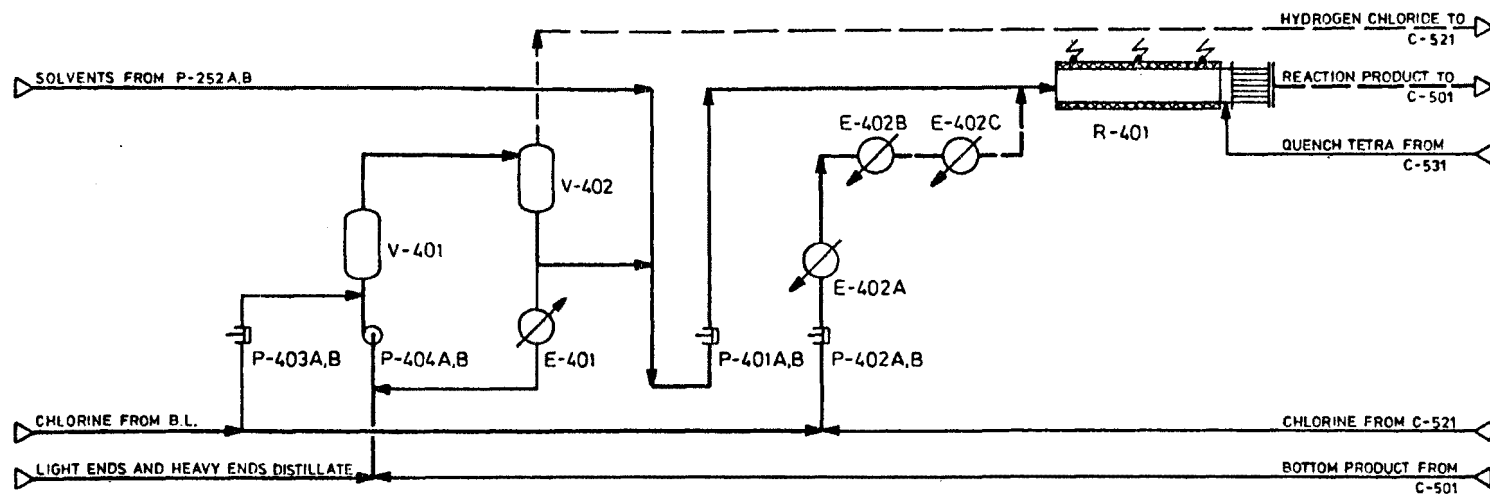 HYDROGEN CHLORIDE TO
C-521
SOLVENTS FROM P-252A,B
REACTION PRODUCT TO
C-501
R-401
E-402B
E-402C
QUENCH TETRA FROM
C-531
V-402
V-401
E-402A
P-403A,B
P-404A,B
E-401
P-401A,B
P-402A,B
CHLORINE FROM B.L.
CHLORINE FROM C-521
LIGHT ENDS AND HEAVY ENDS DISTILLATE
BOTTOM PRODUCT FROM
C-501